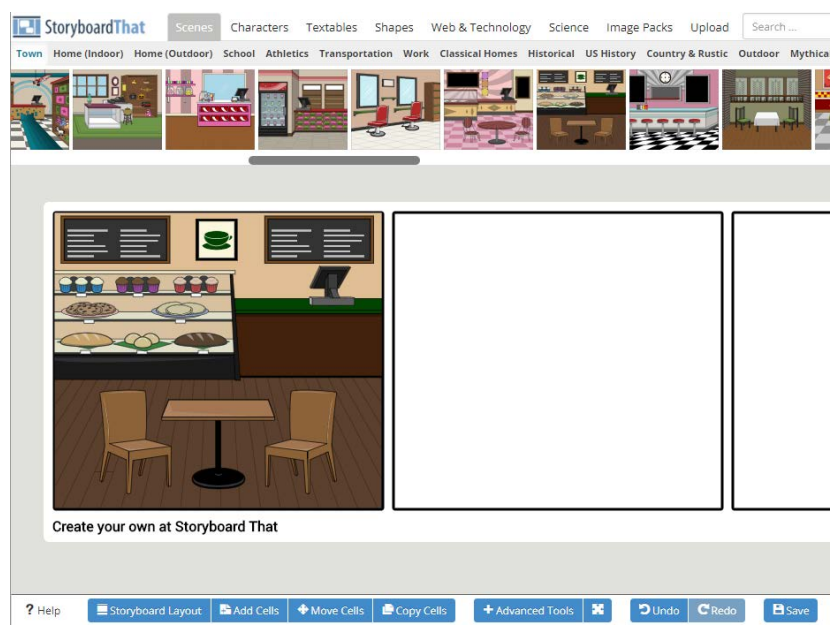 StoryboardThat Scenes Characters Textables Shapes Web & Technology Science Image Packs Upload Search ...
Town Home (Indoor) Home (Outdoor) School Athletics Transportation Work Classical Homes Historical US History Country & Rustic Outdoor Mythica
Create your own at Storyboard That
? Help Storyboard Layout Add Cells Move Cells Copy Cells + Advanced Tools Undo Redo Save